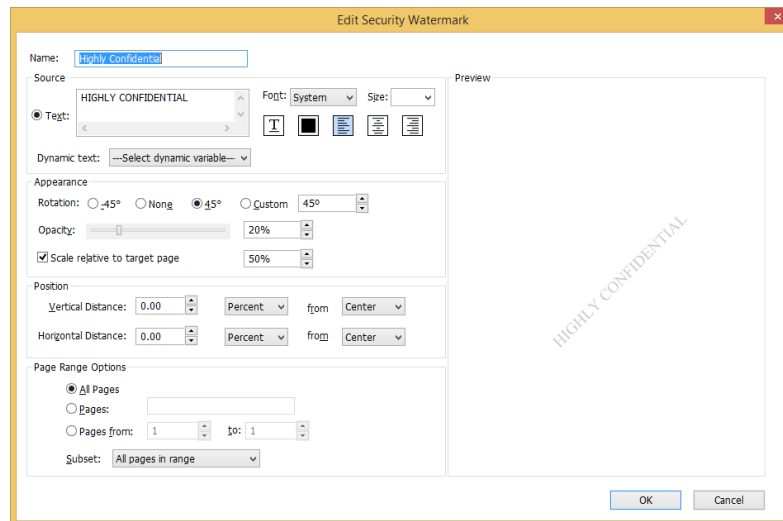 Edit Security Watermark
Name: Highly Confidential
Source
Text: HIGHLY CONFIDENTIAL
Font: System Size:
T
Dynamic text: ---Select dynamic variable---
Appearance
Rotation: -45° None 45° Custom 45º
Opacity: 20%
Scale relative to target page 50%
Position
Vertical Distance: 0.00 Percent from Center
Horizontal Distance: 0.00 Percent from Center
Page Range Options
All Pages
Pages:
Pages from: 1 to: 1
Subset: All pages in range
Preview
HIGHLY CONFIDENTIAL
OK Cancel